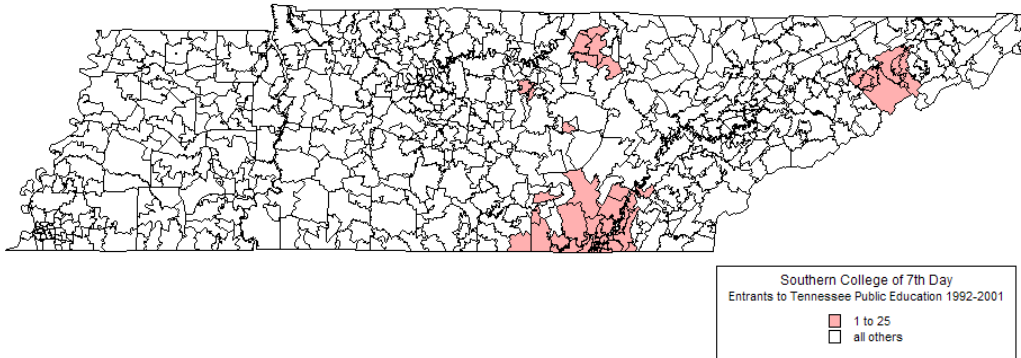 Southern College of 7th Day
Entrants to Tennessee Public Education 1992-2001
1 to 25
all others